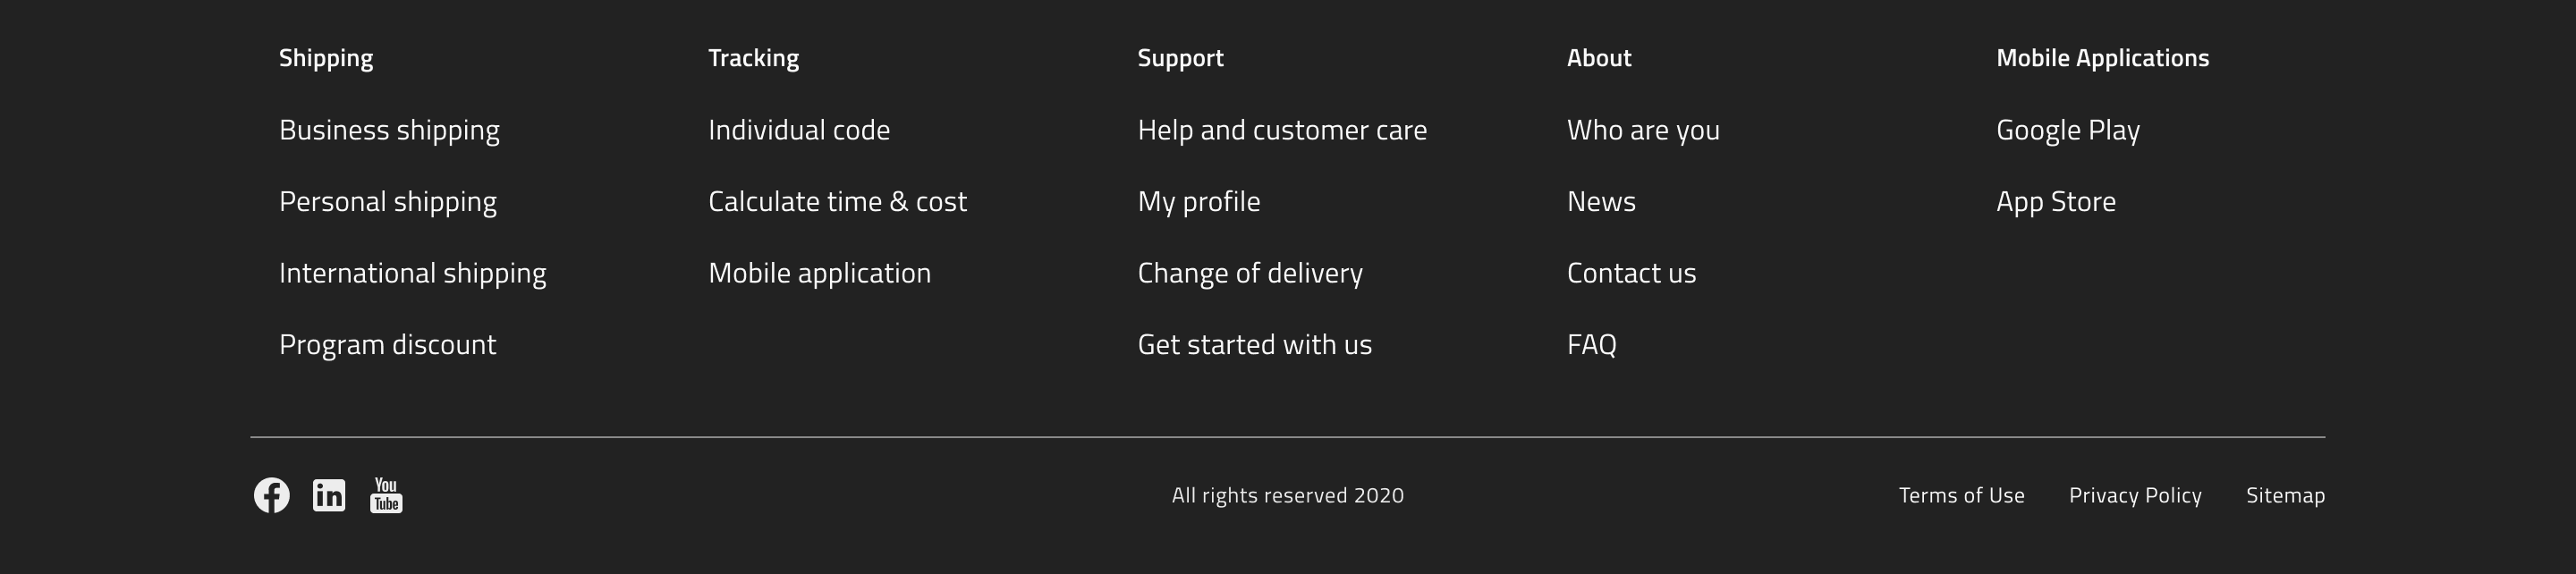 Shipping
Business shipping
Personal shipping
International shipping
Program discount
Tracking
Individual code
Calculate time & cost
Mobile application
Support
Help and customer care
My profile
Change of delivery
Get started with us
About
Who are you
News
Contact us
FAQ
Mobile Applications
Google Play
App Store
in
You
Tube
All rights reserved 2020
Terms of Use
Privacy Policy
Sitemap